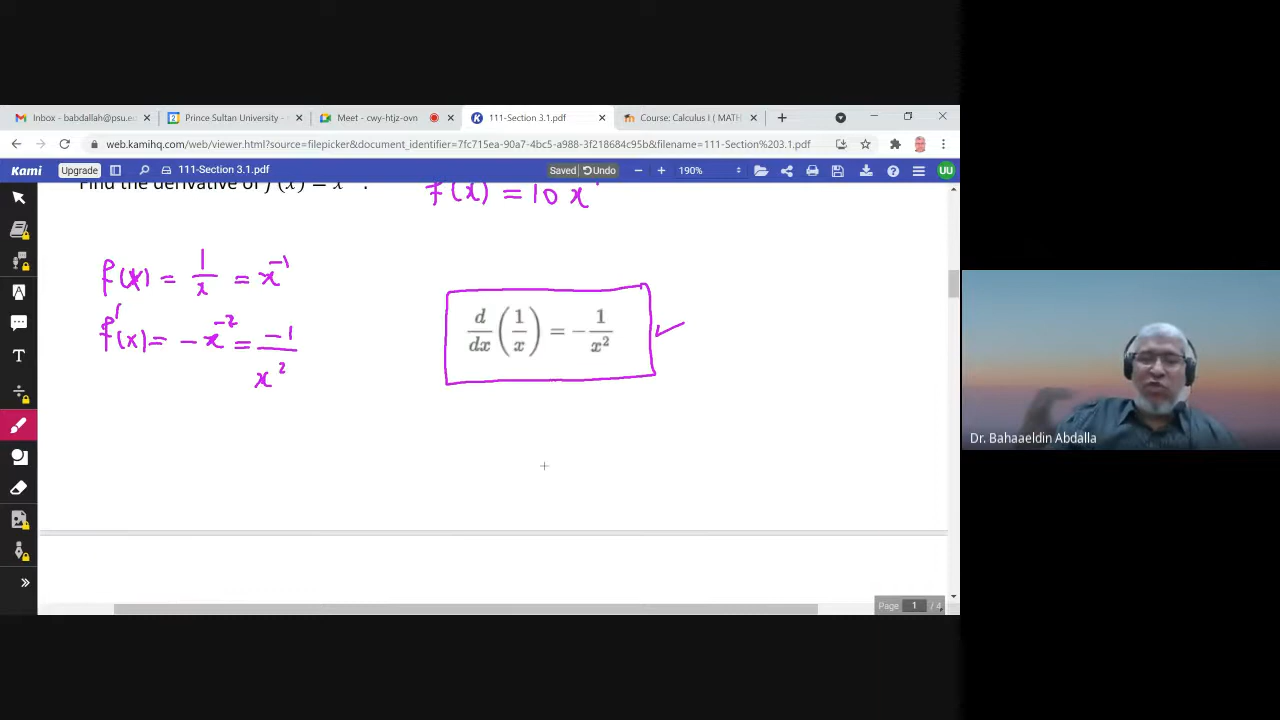 Inbox - babdallah@psu.e
Prince Sultan University -
Meet - cwy-htjz-ovn
111-Section 3.1.pdf
Course: Calculus I ( MATH
web.kamihq.com/web/viewer.html?source=filepicker&document_identifier=7fc715ea-90a7-4bc5-a988-3f218684c95b&filename=111-Section%203.1.pdf
Kami
Upgrade
111-Section 3.1.pdf
Saved
Undo
190%
UU
Find the derivative of f (x) = x
f(x) = 10 x
f(x) = 1/x = x⁻¹
f'(x) = -x⁻² = -1/x²
d/dx (1/x) = - 1/x²
Dr. Bahaaeldin Abdalla
Page 1 / 4